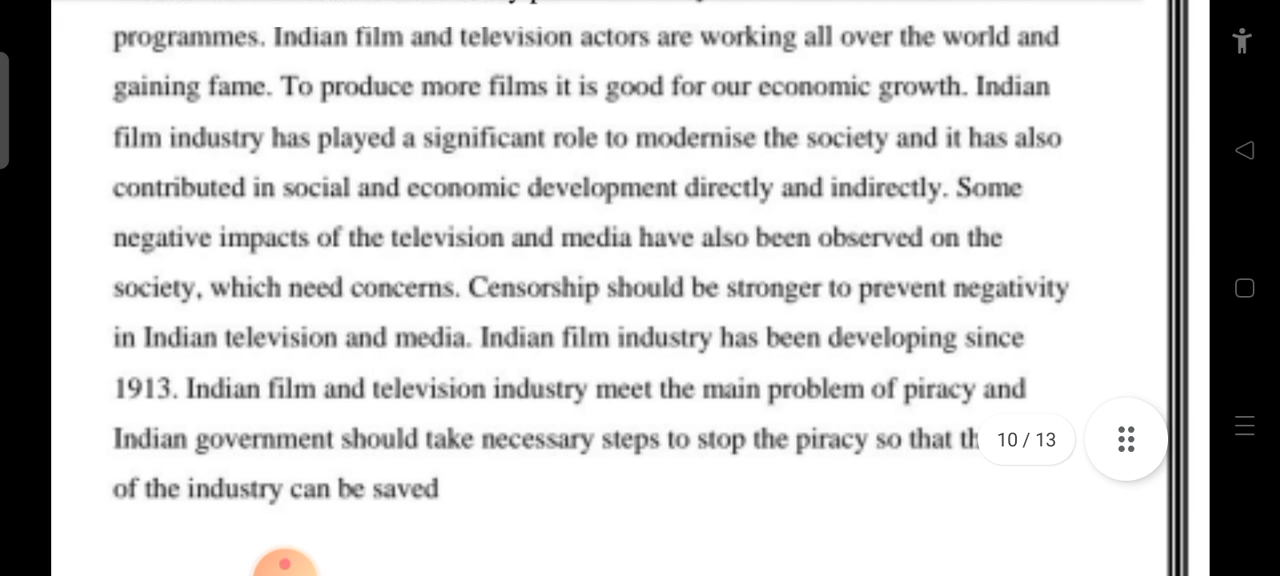 programmes. Indian film and television actors are working all over the world and
gaining fame. To produce more films it is good for our economic growth. Indian
film industry has played a significant role to modernise the society and it has also
contributed in social and economic development directly and indirectly. Some
negative impacts of the television and media have also been observed on the
society, which need concerns. Censorship should be stronger to prevent negativity
in Indian television and media. Indian film industry has been developing since
1913. Indian film and television industry meet the main problem of piracy and
Indian government should take necessary steps to stop the piracy so that
10 / 13
of the industry can be saved